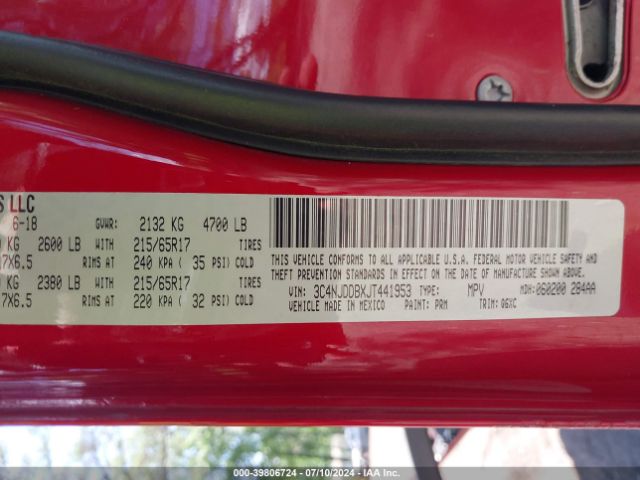 S LLC
6-18 GVWR: 2132 KG 4700 LB
KG 2600 LB WITH 215/65R17 TIRES
7X6.5 RIMS AT 240 KPA ( 35 PSI) COLD
KG 2380 LB WITH 215/65R17 TIRES
7X6.5 RIMS AT 220 KPA ( 32 PSI) COLD
THIS VEHICLE CONFORMS TO ALL APPLICABLE U.S.A. FEDERAL MOTOR VEHICLE SAFETY AND
THEFT PREVENTION STANDARDS IN EFFECT ON THE DATE OF MANUFACTURE SHOWN ABOVE.
VIN: 3C4NJDDBXJT441953 TYPE: MPV MDH: 060200 284AA
VEHICLE MADE IN MEXICO PAINT: PRM TRIM: Q6XC
000-39806724 - 07/10/2024 - IAA Inc.